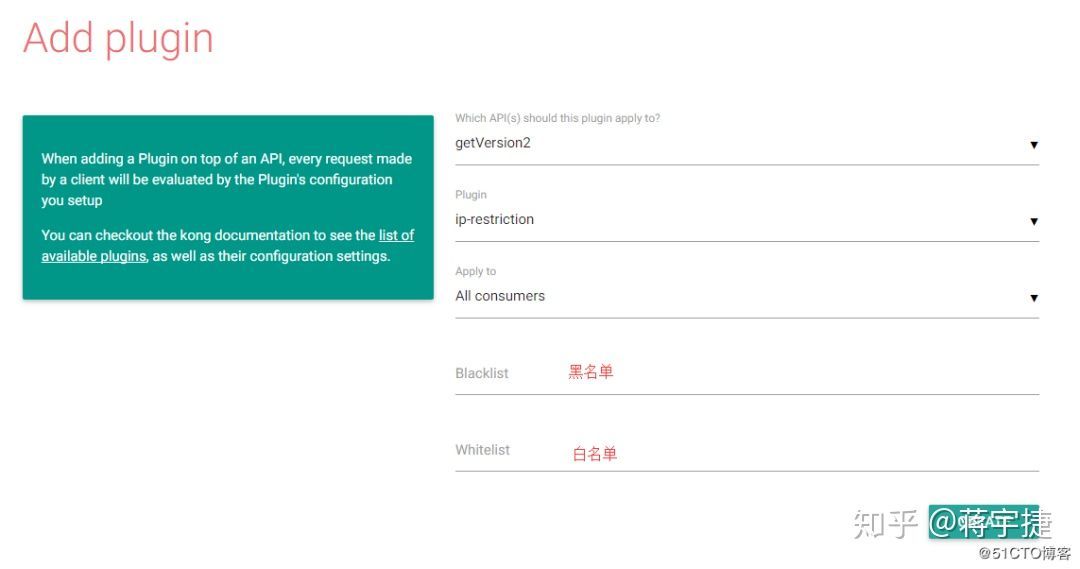 Add plugin
When adding a Plugin on top of an API, every request made
by a client will be evaluated by the Plugin's configuration
you setup
You can checkout the kong documentation to see the list of
available plugins, as well as their configuration settings.
Which API(s) should this plugin apply to?
getVersion2
Plugin
ip-restriction
Apply to
All consumers
Blacklist 黑名单
Whitelist 白名单
知乎 @蒋宇捷
@51CTO博客